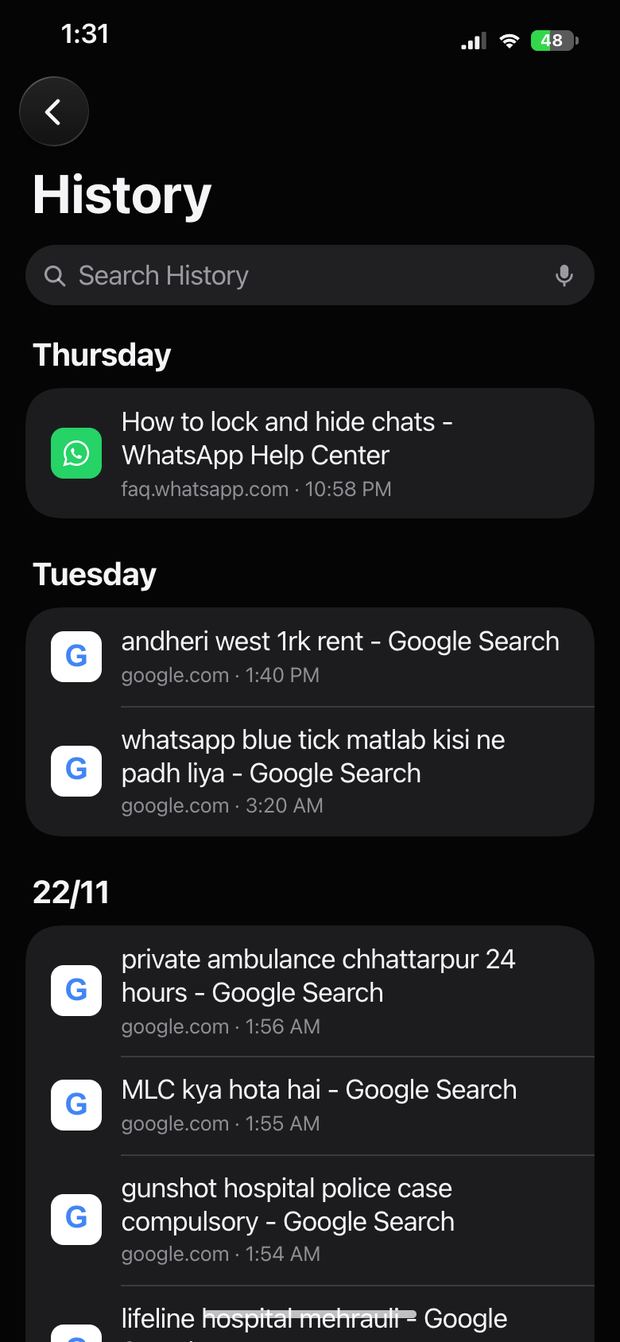 1:31
48
History
Search History
Thursday
How to lock and hide chats -
WhatsApp Help Center
faq.whatsapp.com · 10:58 PM
Tuesday
andheri west 1rk rent - Google Search
google.com · 1:40 PM
whatsapp blue tick matlab kisi ne
padh liya - Google Search
google.com · 3:20 AM
22/11
private ambulance chhattarpur 24
hours - Google Search
google.com · 1:56 AM
MLC kya hota hai - Google Search
google.com · 1:55 AM
gunshot hospital police case
compulsory - Google Search
google.com · 1:54 AM
lifeline hospital mehrauli - Google